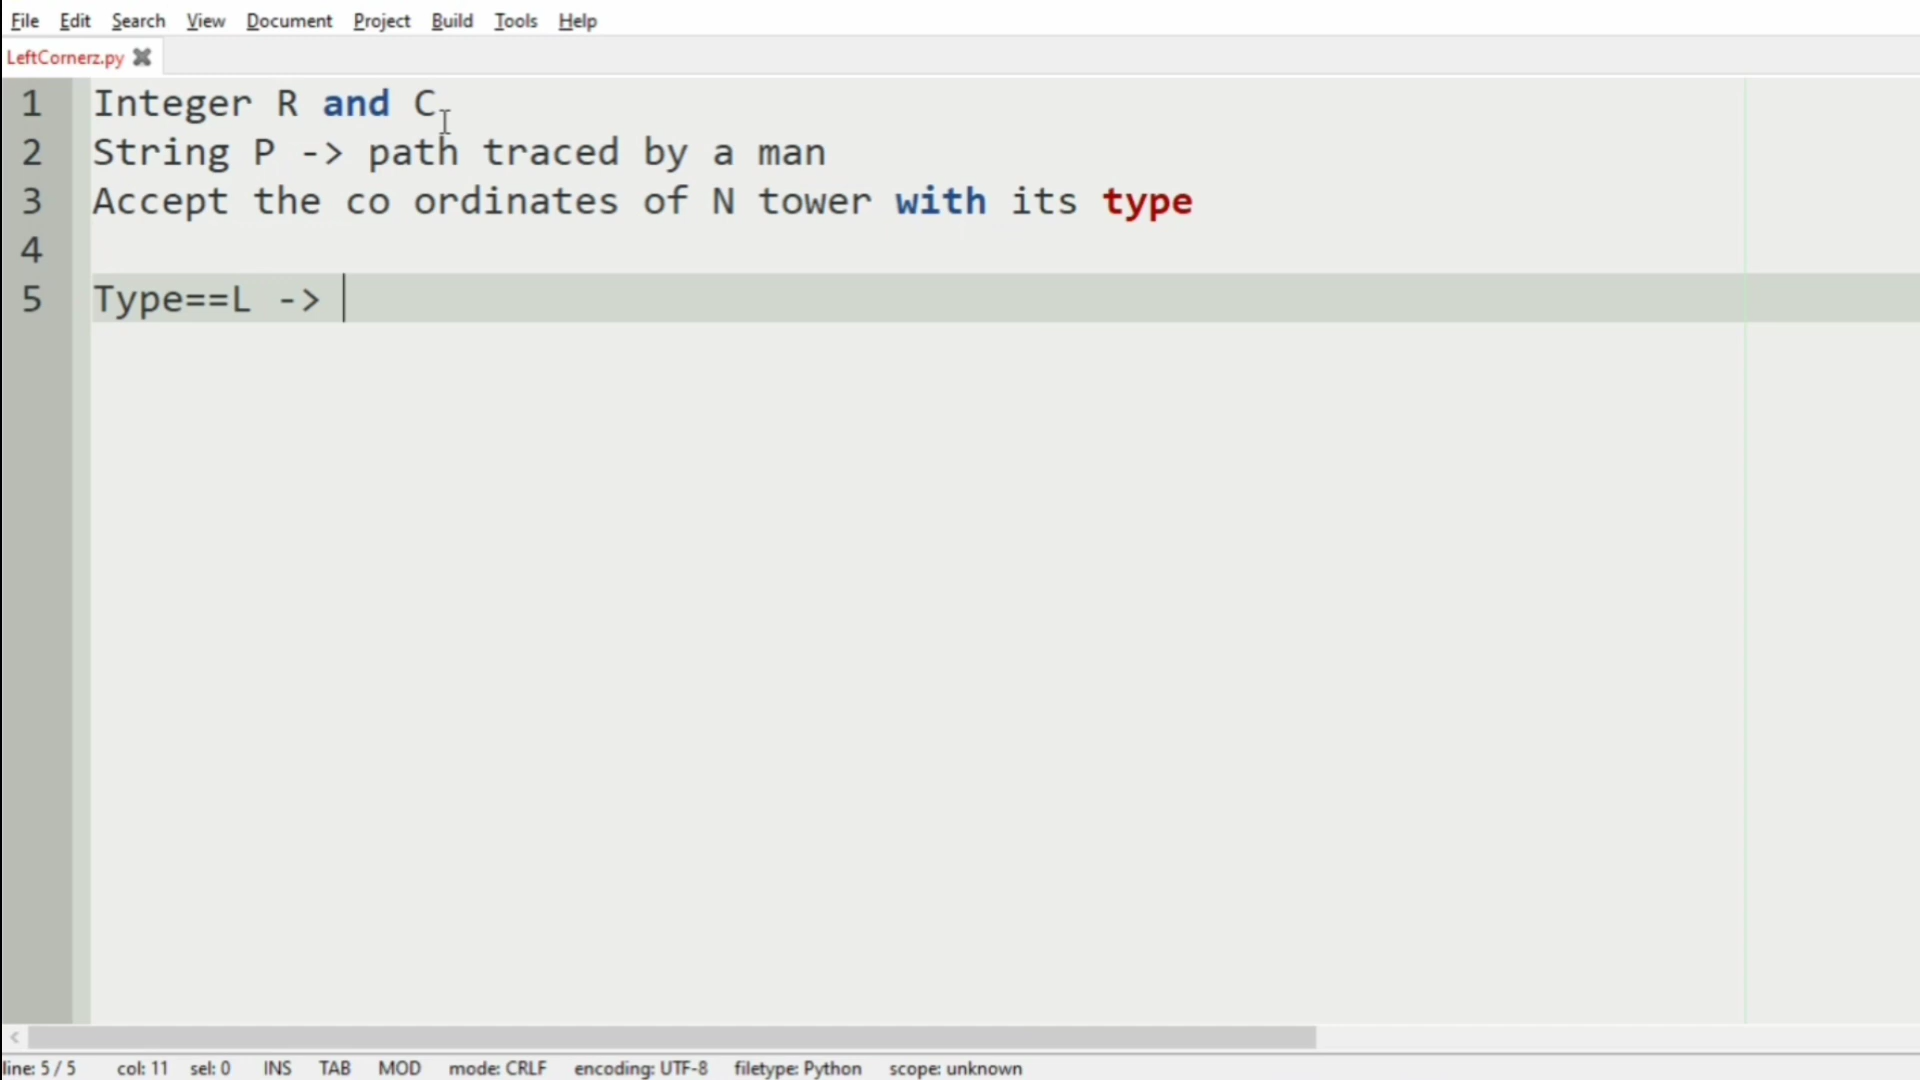 File Edit Search View Document Project Build Tools Help
LeftCornerz.py
1 Integer R and C
2 String P -> path traced by a man
3 Accept the co ordinates of N tower with its type
4
5 Type==L ->
line: 5 / 5 col: 11 sel: 0 INS TAB MOD mode: CRLF encoding: UTF-8 filetype: Python scope: unknown